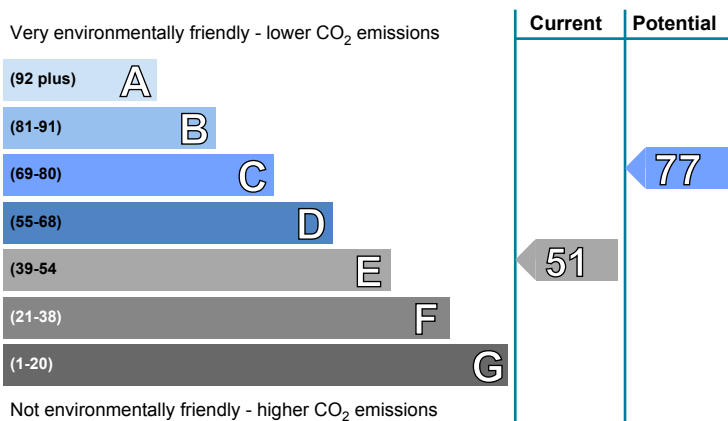 Very environmentally friendly - lower CO2 emissions
Current
Potential
(92 plus) A
(81-91) B
(69-80) C
77
(55-68) D
(39-54 E
51
(21-38) F
(1-20) G
Not environmentally friendly - higher CO2 emissions